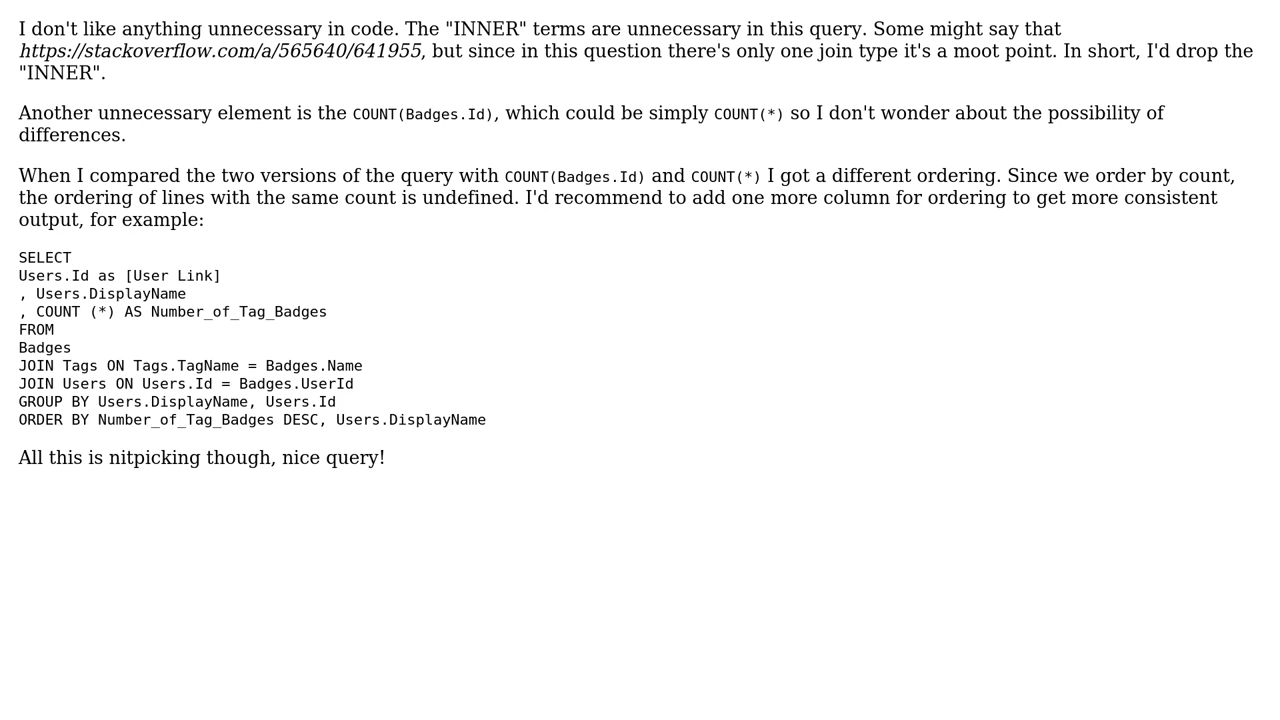 I don't like anything unnecessary in code. The "INNER" terms are unnecessary in this query. Some might say that
https://stackoverflow.com/a/565640/641955, but since in this question there's only one join type it's a moot point. In short, I'd drop the
"INNER".
Another unnecessary element is the COUNT(Badges.Id), which could be simply COUNT(*) so I don't wonder about the possibility of
differences.
When I compared the two versions of the query with COUNT(Badges.Id) and COUNT(*) I got a different ordering. Since we order by count,
the ordering of lines with the same count is undefined. I'd recommend to add one more column for ordering to get more consistent
output, for example:
SELECT
Users.Id as [User Link]
, Users.DisplayName
, COUNT (*) AS Number_of_Tag_Badges
FROM
Badges
JOIN Tags ON Tags.TagName = Badges.Name
JOIN Users ON Users.Id = Badges.UserId
GROUP BY Users.DisplayName, Users.Id
ORDER BY Number_of_Tag_Badges DESC, Users.DisplayName
All this is nitpicking though, nice query!